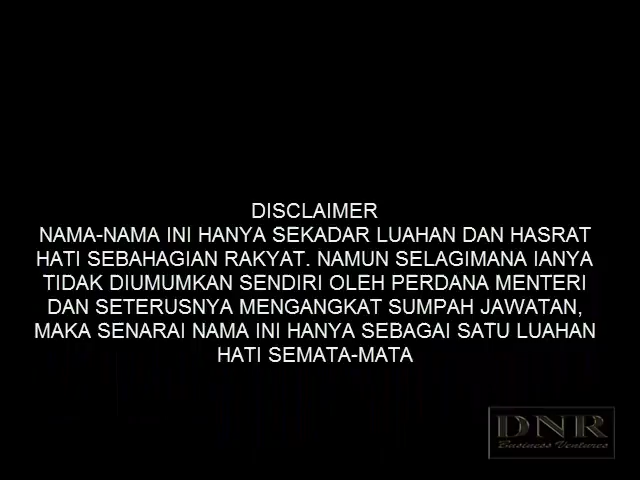 DISCLAIMER
NAMA-NAMA INI HANYA SEKADAR LUAHAN DAN HASRAT
HATI SEBAHAGIAN RAKYAT. NAMUN SELAGIMANA IANYA
TIDAK DIUMUMKAN SENDIRI OLEH PERDANA MENTERI
DAN SETERUSNYA MENGANGKAT SUMPAH JAWATAN,
MAKA SENARAI NAMA INI HANYA SEBAGAI SATU LUAHAN
HATI SEMATA-MATA
DNR
Business Ventures